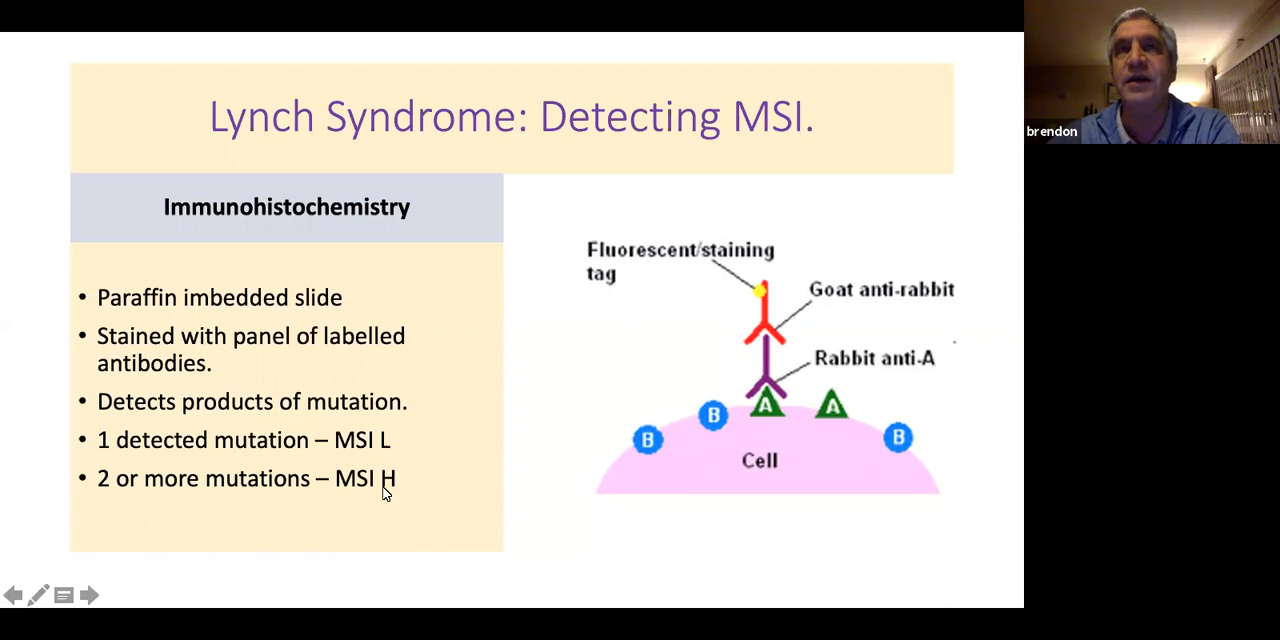 Lynch Syndrome: Detecting MSI.
Immunohistochemistry
• Paraffin imbedded slide
• Stained with panel of labelled
antibodies.
• Detects products of mutation.
• 1 detected mutation – MSI L
• 2 or more mutations – MSI H
Fluorescent/staining
tag
Goat anti-rabbit
Rabbit anti-A
A
A
B
B
B
Cell
brendon